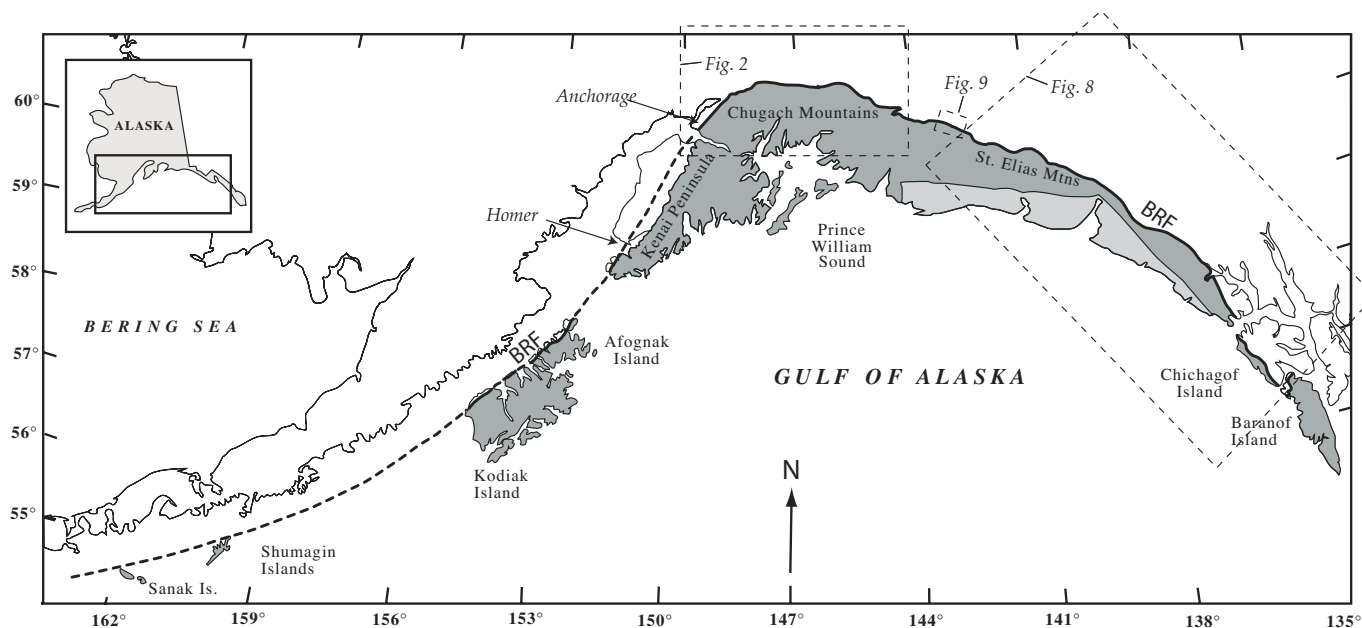 Fig. 2
Fig. 9
Fig. 8
60°
Anchorage
Chugach Mountains
ALASKA
59°
St. Elias Mtns
Kenai Peninsula
Homer
BRF
Prince
William
Sound
58°
BERING SEA
57°
BRF
Afognak
Island
GULF OF ALASKA
Chichagof
Island
56°
Baranof
Island
Kodiak
Island
N
55°
Shumagin
Islands
Sanak Is.
162°
159°
156°
153°
150°
147°
144°
141°
138°
135°